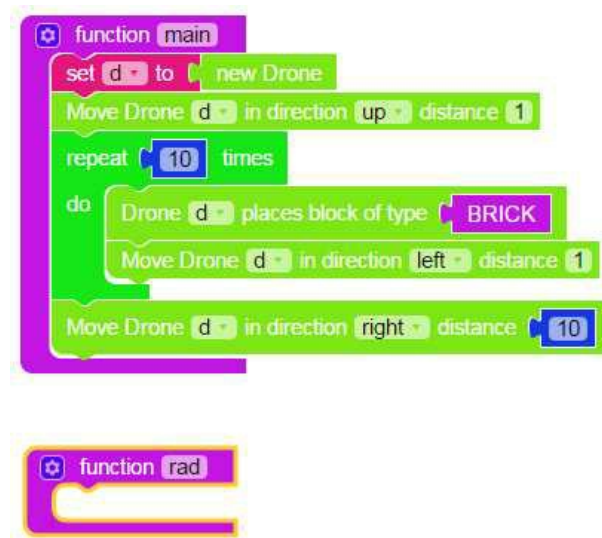 function main
set d to new Drone
Move Drone d in direction up distance 1
repeat 10 times
do
Drone d places block of type BRICK
Move Drone d in direction left distance 1
Move Drone d in direction right distance 10
function rad